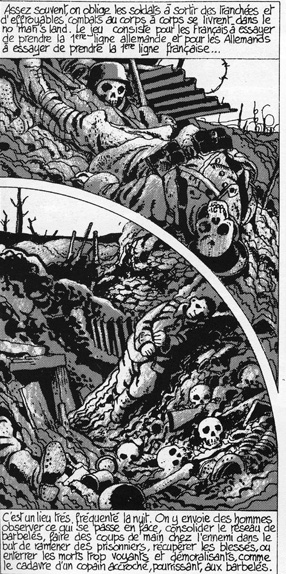 Assez souvent, on oblige les soldats à sortir des tranchées et
d'effroyables combats au corps à corps se livrent dans le
no man's land. Le jeu consiste pour les Français à essayer
de prendre la 1ère ligne allemande et pour les Allemands
à essayer de prendre la 1ère ligne française...
C'est un lieu très fréquenté la nuit. On y envoie des hommes
observer ce qui se passe en face, consolider le réseau de
barbelés, faire des coups de main chez l'ennemi dans le
but de ramener des prisonniers, récupérer les blessés, ou
enterrer les morts trop voyants et démoralisants, comme
le cadavre d'un copain accroché, pourrissant, aux barbelés.